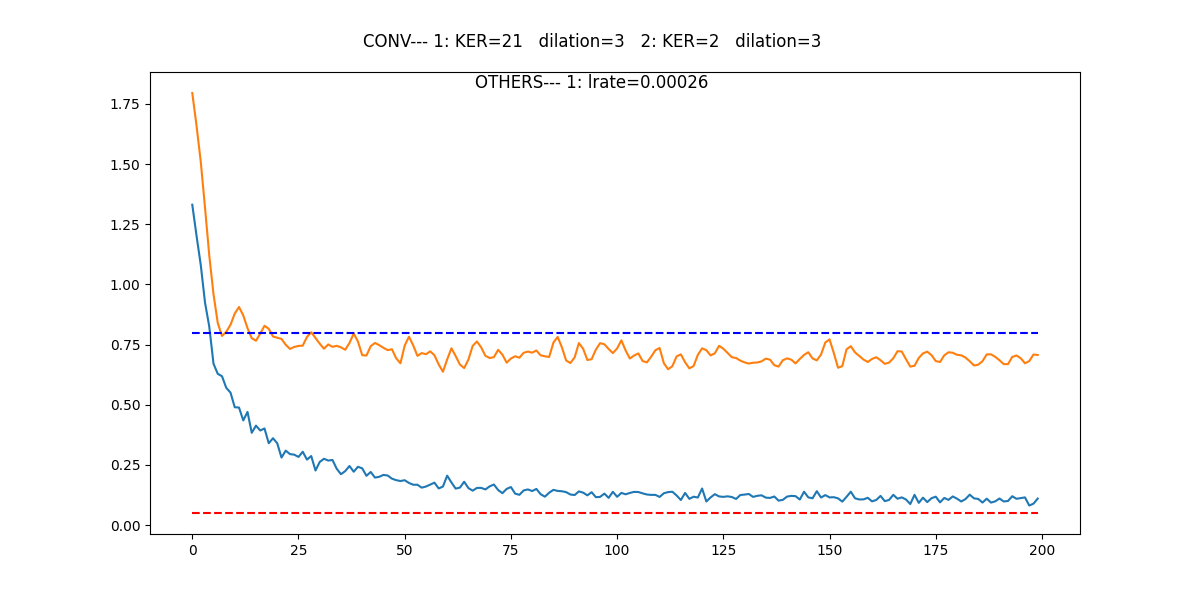 CONV--- 1: KER=21   dilation=3   2: KER=2   dilation=3
OTHERS--- 1: lrate=0.00026
1.75
1.50
1.25
1.00
0.75
0.50
0.25
0.00
0 25 50 75 100 125 150 175 200